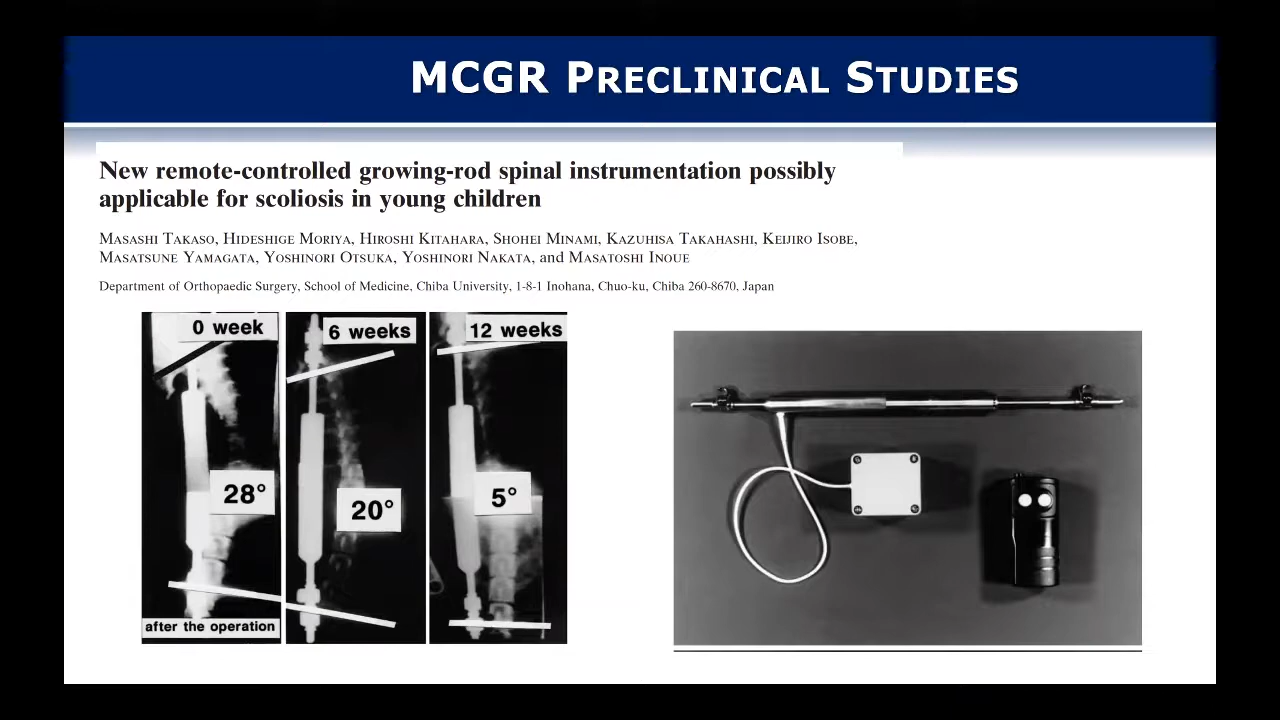 MCGR PRECLINICAL STUDIES
New remote-controlled growing-rod spinal instrumentation possibly
applicable for scoliosis in young children
MASASHI TAKASO, HIDESHIGE MORIYA, HIROSHI KITAHARA, SHOHEI MINAMI, KAZUHISA TAKAHASHI, KEIJIRO ISOBE,
MASATSUNE YAMAGATA, YOSHINORI OTSUKA, YOSHINORI NAKATA, and MASATOSHI INOUE
Department of Orthopaedic Surgery, School of Medicine, Chiba University, 1-8-1 Inohana, Chuo-ku, Chiba 260-8670, Japan
0 week
6 weeks
12 weeks
28°
20°
5°
after the operation